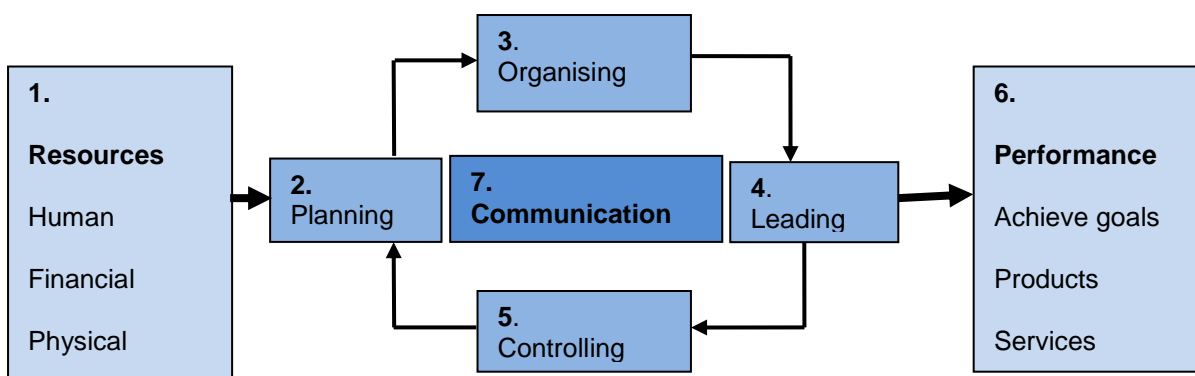 1.
Resources
Human
Financial
Physical
2.
Planning
3.
Organising
7.
Communication
4.
Leading
5.
Controlling
6.
Performance
Achieve goals
Products
Services